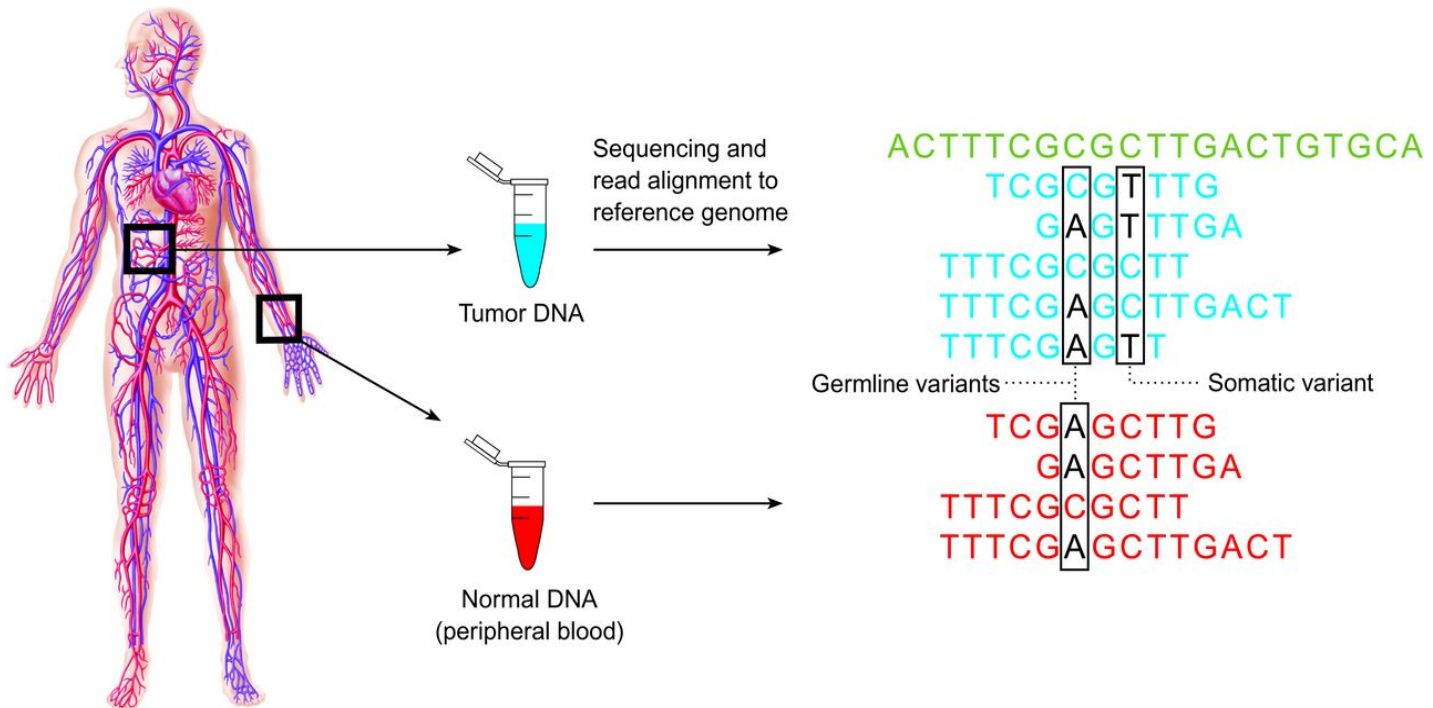 Sequencing and
read alignment to
reference genome
Tumor DNA
Normal DNA
(peripheral blood)
ACTTTCGCGCTTGACTGTGCA
TCGCGTTTG
GAGTTTGA
TTTCGCGCTT
TTTCGAGCTTGACT
TTTCGAGTT
Germline variants
Somatic variant
TCGAGCTTG
GAGCTTGA
TTTCGCGCTT
TTTCGAGCTTGACT